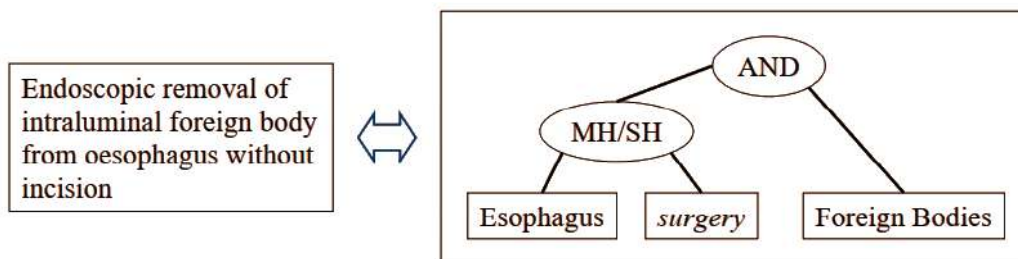 Endoscopic removal of
intraluminal foreign body
from oesophagus without
incision
AND
MH/SH
Esophagus
surgery
Foreign Bodies